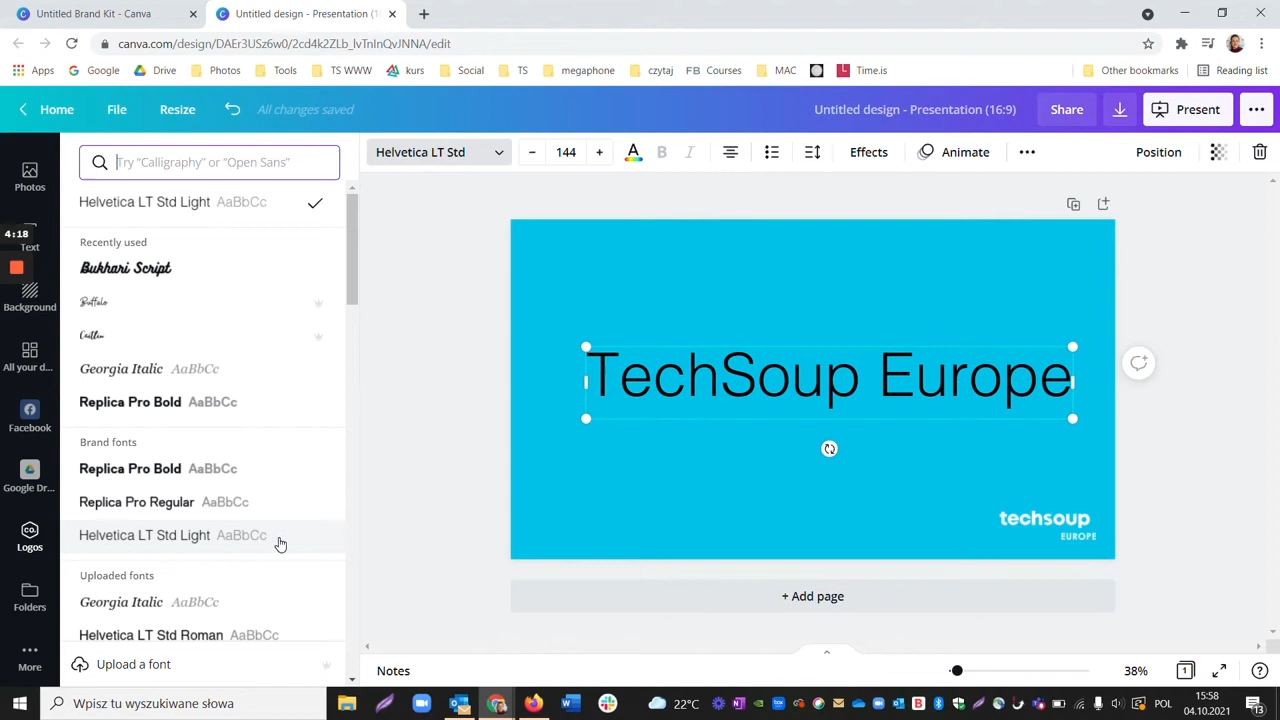 Untitled Brand Kit - Canva
Untitled design - Presentation (1
canva.com/design/DAEr3USz6w0/2cd4k2ZLb_lvTnInQvJNNA/edit
Apps
Google
Drive
Photos
Tools
TS WWW
kurs
Social
TS
megaphone
czytaj
FB Courses
MAC
Time.is
Other bookmarks
Reading list
Home
File
Resize
All changes saved
Untitled design - Presentation (16:9)
Share
Present
Try "Calligraphy" or "Open Sans"
Helvetica LT Std
144
A
B
I
Effects
Animate
Position
Photos
4:18
Text
Background
All your d...
Facebook
Google Dr...
CO.
Logos
Folders
More
Helvetica LT Std Light AaBbCc
Recently used
Bukhari Script
Buffalo
Caitlin
Georgia Italic AaBbCc
Replica Pro Bold AaBbCc
Brand fonts
Replica Pro Bold AaBbCc
Replica Pro Regular AaBbCc
Helvetica LT Std Light AaBbCc
Uploaded fonts
Georgia Italic AaBbCc
Helvetica LT Std Roman AaBbCc
Upload a font
TechSoup Europe
techsoup
EUROPE
+ Add page
Notes
38%
1
Wpisz tu wyszukiwane słowa
22°C
POL
15:58
04.10.2021
13